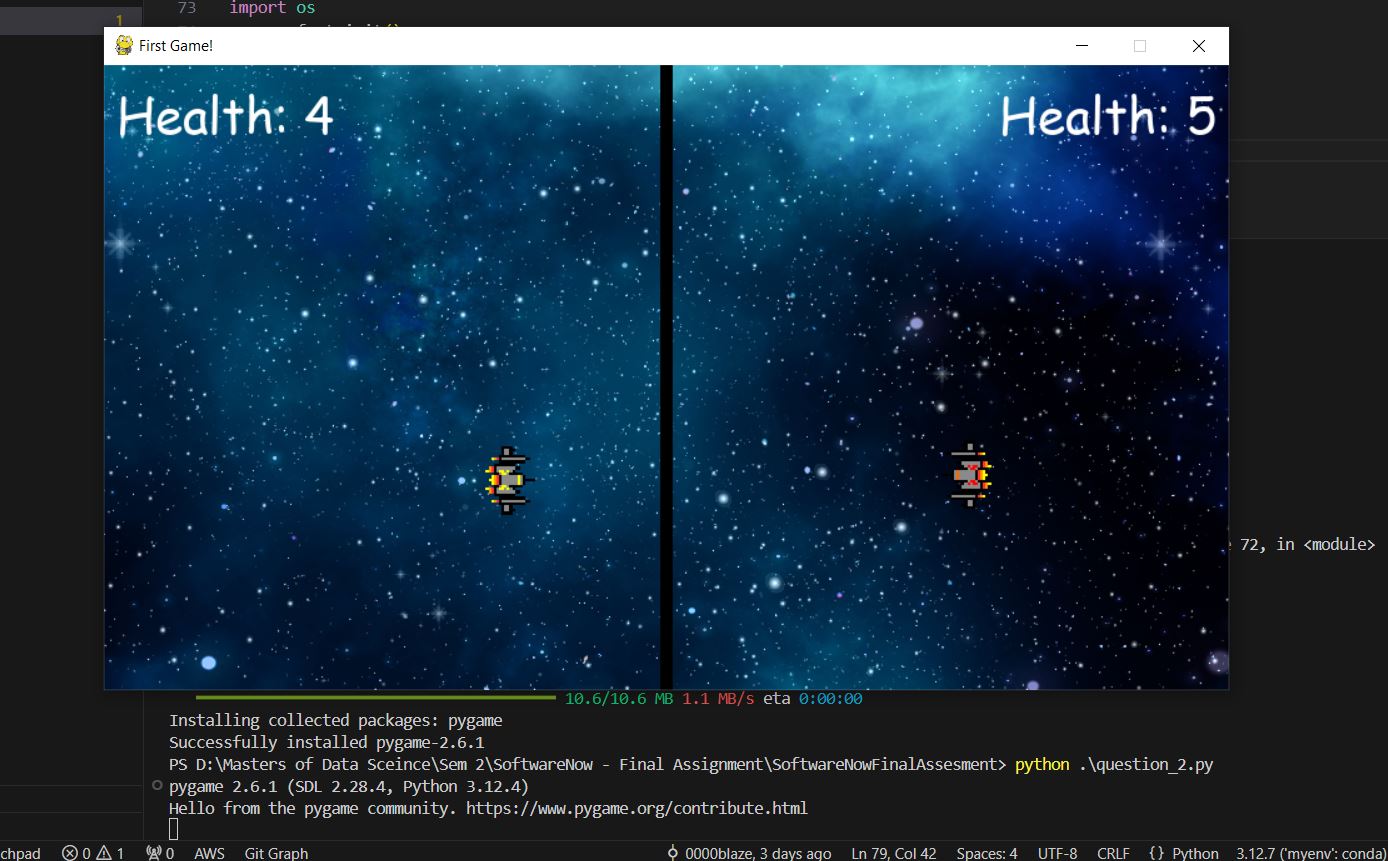 73 import os
1
First Game!
Health: 4 Health: 5
72, in <module>
10.6/10.6 MB 1.1 MB/s eta 0:00:00
Installing collected packages: pygame
Successfully installed pygame-2.6.1
PS D:\Masters of Data Sceince\Sem 2\SoftwareNow - Final Assignment\SoftwareNowFinalAssesment> python .\question_2.py
pygame 2.6.1 (SDL 2.28.4, Python 3.12.4)
Hello from the pygame community. https://www.pygame.org/contribute.html
chpad 0 1 0 AWS Git Graph 0000blaze, 3 days ago Ln 79, Col 42 Spaces: 4 UTF-8 CRLF {} Python 3.12.7 ('myenv': conda)